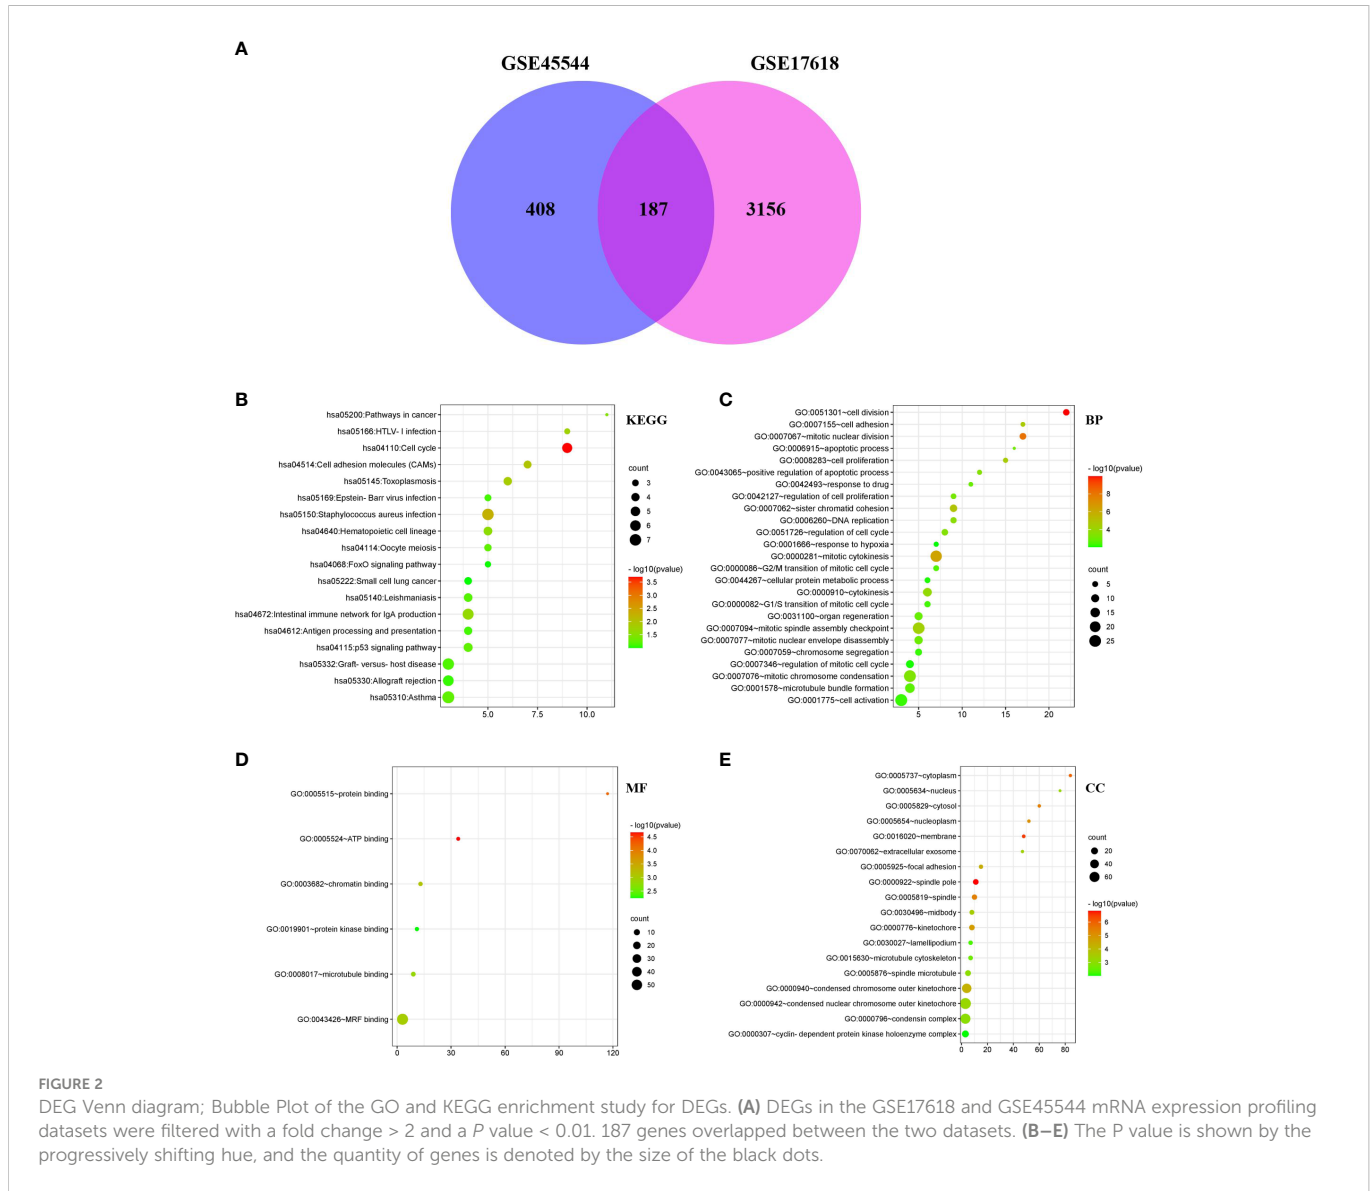 A
GSE45544
GSE17618
408
187
3156
B
KEGG
hsa05200:Pathways in cancer
hsa05166:HTLV- I infection
hsa04110:Cell cycle
hsa04514:Cell adhesion molecules (CAMs)
hsa05145:Toxoplasmosis
hsa05169:Epstein- Barr virus infection
hsa05150:Staphylococcus aureus infection
hsa04640:Hematopoietic cell lineage
hsa04114:Oocyte meiosis
hsa04068:FoxO signaling pathway
hsa05222:Small cell lung cancer
hsa05140:Leishmaniasis
hsa04672:Intestinal immune network for IgA production
hsa04612:Antigen processing and presentation
hsa04115:p53 signaling pathway
hsa05332:Graft- versus- host disease
hsa05330:Allograft rejection
hsa05310:Asthma
5.0 7.5 10.0
count
3
4
5
6
7
- log10(pvalue)
3.5
3.0
2.5
2.0
1.5
C
BP
GO:0051301~cell division
GO:0007155~cell adhesion
GO:0007067~mitotic nuclear division
GO:0006915~apoptotic process
GO:0008283~cell proliferation
GO:0043065~positive regulation of apoptotic process
GO:0042493~response to drug
GO:0042127~regulation of cell proliferation
GO:0007062~sister chromatid cohesion
GO:0006260~DNA replication
GO:0051726~regulation of cell cycle
GO:0001666~response to hypoxia
GO:0000281~mitotic cytokinesis
GO:0000086~G2/M transition of mitotic cell cycle
GO:0044267~cellular protein metabolic process
GO:0000910~cytokinesis
GO:0000082~G1/S transition of mitotic cell cycle
GO:0031100~organ regeneration
GO:0007094~mitotic spindle assembly checkpoint
GO:0007077~mitotic nuclear envelope disassembly
GO:0007059~chromosome segregation
GO:0007346~regulation of mitotic cell cycle
GO:0007076~mitotic chromosome condensation
GO:0001578~microtubule bundle formation
GO:0001775~cell activation
5 10 15 20
- log10(pvalue)
8
6
4
count
5
10
15
20
25
D
MF
GO:0005515~protein binding
GO:0005524~ATP binding
GO:0003682~chromatin binding
GO:0019901~protein kinase binding
GO:0008017~microtubule binding
GO:0043426~MRF binding
0 30 60 90 120
- log10(pvalue)
4.5
4.0
3.5
3.0
2.5
count
10
20
30
40
50
E
CC
GO:0005737~cytoplasm
GO:0005634~nucleus
GO:0005829~cytosol
GO:0005654~nucleoplasm
GO:0016020~membrane
GO:0070062~extracellular exosome
GO:0005925~focal adhesion
GO:0000922~spindle pole
GO:0005819~spindle
GO:0030496~midbody
GO:0000776~kinetochore
GO:0030027~lamellipodium
GO:0015630~microtubule cytoskeleton
GO:0005876~spindle microtubule
GO:0000940~condensed chromosome outer kinetochore
GO:0000942~condensed nuclear chromosome outer kinetochore
GO:0000796~condensin complex
GO:0000307~cyclin- dependent protein kinase holoenzyme complex
0 20 40 60 80
count
20
40
60
- log10(pvalue)
6
5
4
3
FIGURE 2
DEG Venn diagram; Bubble Plot of the GO and KEGG enrichment study for DEGs. (A) DEGs in the GSE17618 and GSE45544 mRNA expression profiling
datasets were filtered with a fold change > 2 and a P value < 0.01. 187 genes overlapped between the two datasets. (B–E) The P value is shown by the
progressively shifting hue, and the quantity of genes is denoted by the size of the black dots.